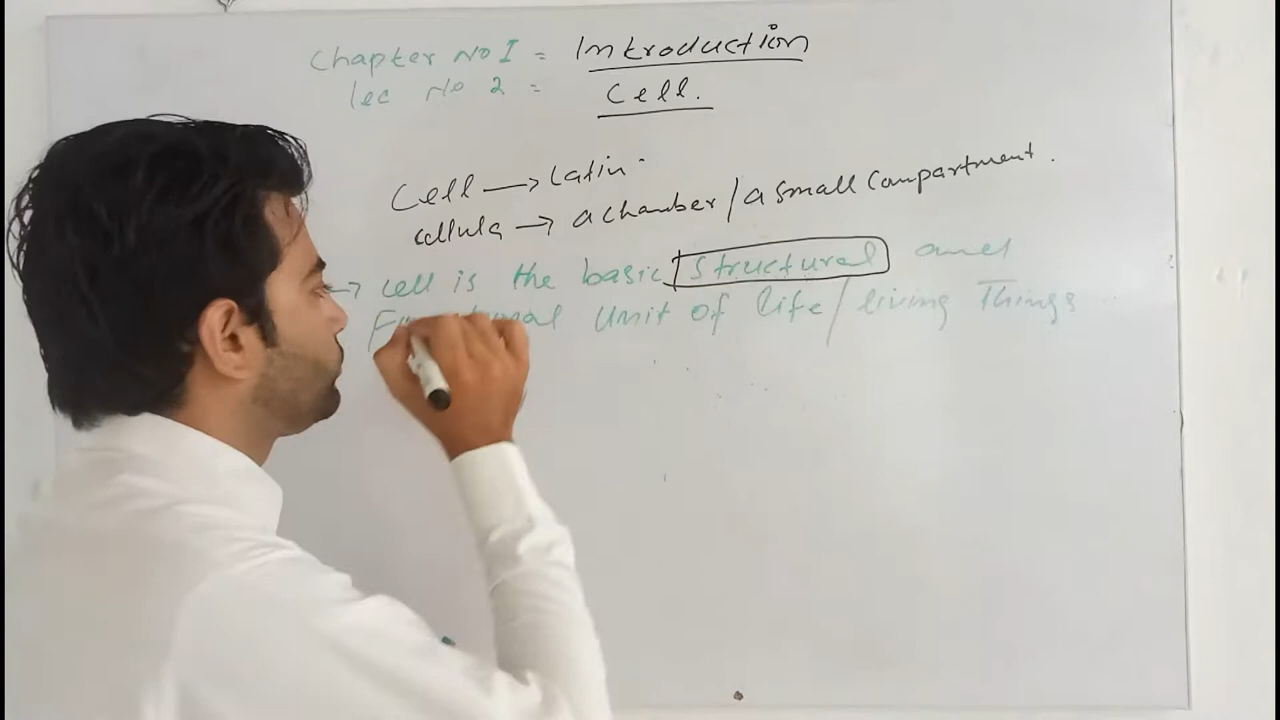 Chapter No I = Introduction
lec No 2 = Cell.
Cell → Latin
cellula → a chamber / a small Compartment.
→ cell is the basic structural and
Unit of life / living Things